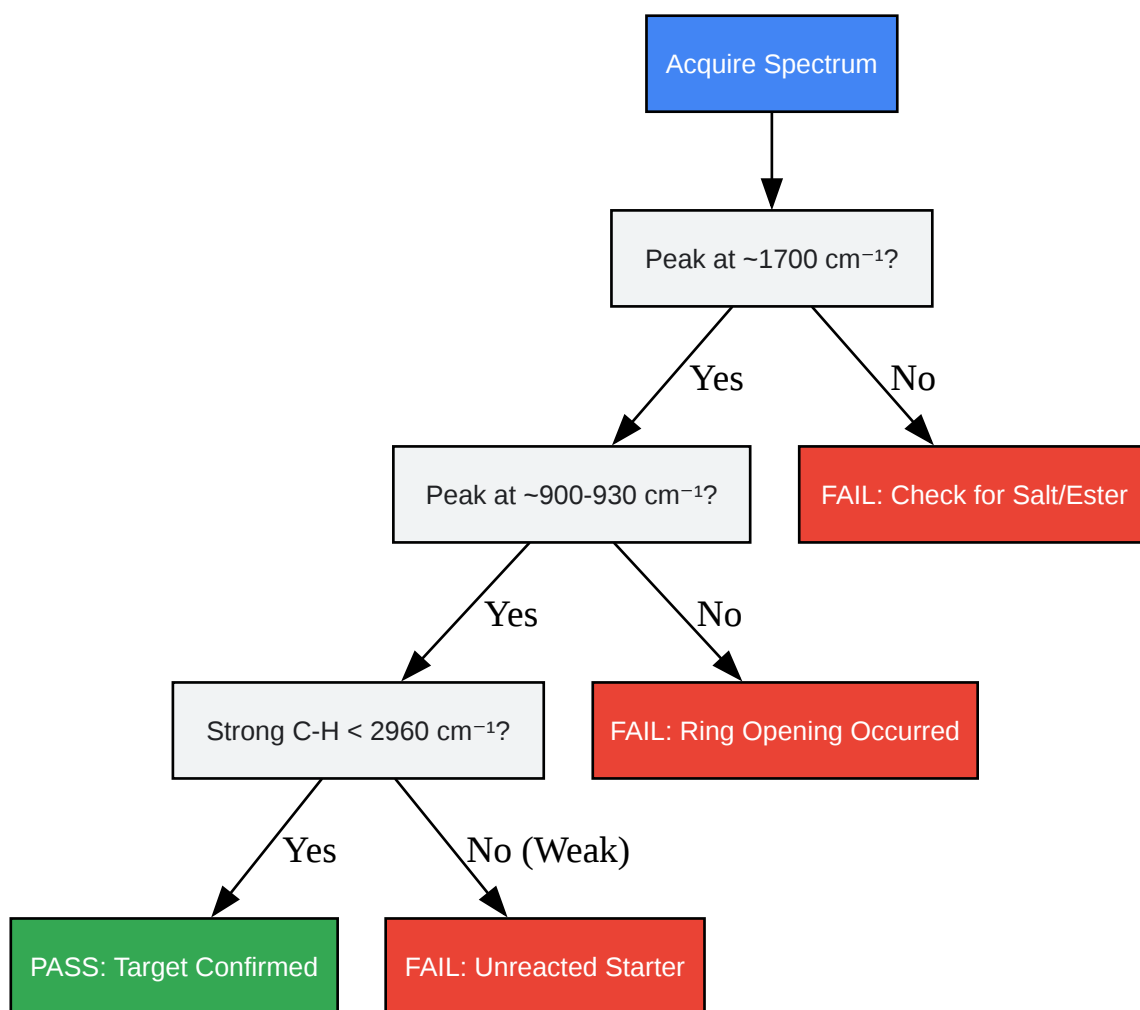 Acquire Spectrum
Peak at ~1700 cm⁻¹?
Yes
No
Peak at ~900-930 cm⁻¹?
FAIL: Check for Salt/Ester
Yes
No
Strong C-H < 2960 cm⁻¹?
FAIL: Ring Opening Occurred
Yes
No (Weak)
PASS: Target Confirmed
FAIL: Unreacted Starter